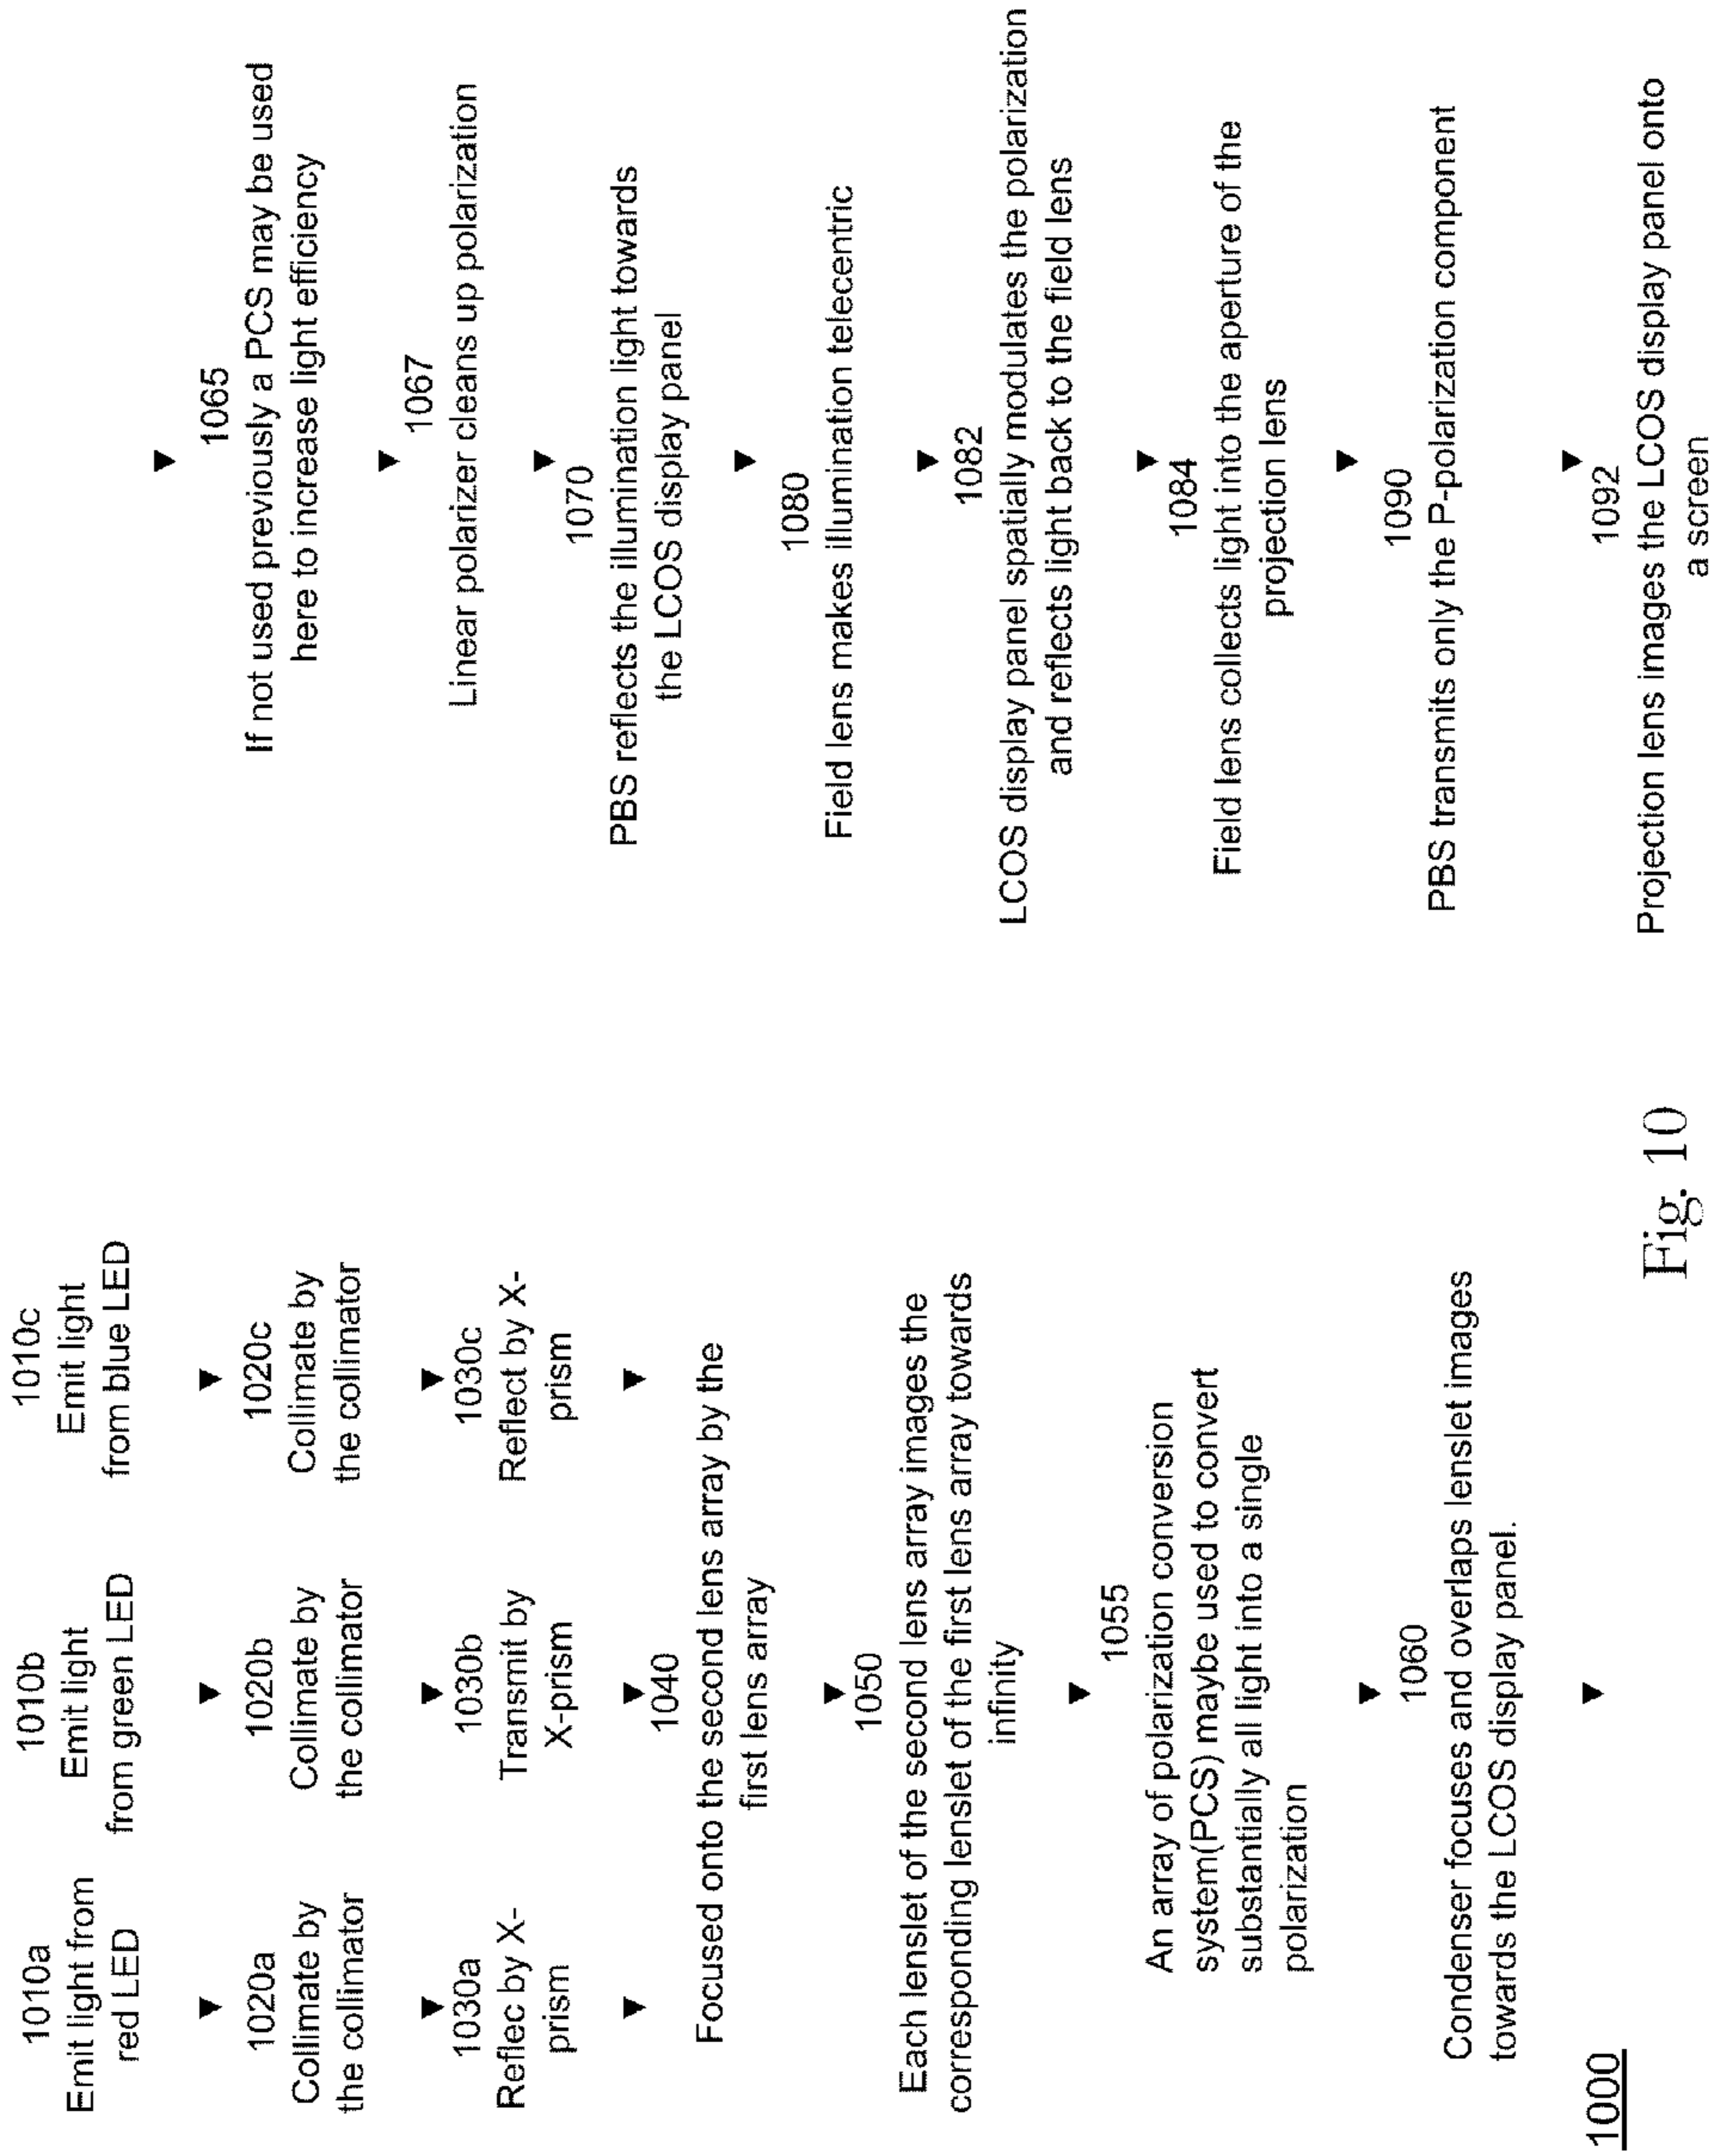 1010a
Emit light from
red LED
1010b
Emit light
from green LED
1010c
Emit light
from blue LED
1020a
Collimate by
the collimator
1020b
Collimate by
the collimator
1020c
Collimate by
the collimator
1030a
Reflec by X-
prism
1030b
Transmit by
X-prism
1030c
Reflect by X-
prism
1040
Focused onto the second lens array by the
first lens array
1050
Each lenslet of the second lens array images the
corresponding lenslet of the first lens array towards
infinity
1055
An array of polarization conversion
system(PCS) maybe used to convert
substantially all light into a single
polarization
1060
Condenser focuses and overlaps lenslet images
towards the LCOS display panel.
1065
If not used previously a PCS may be used
here to increase light efficiency
1067
Linear polarizer cleans up polarization
1070
PBS reflects the illumination light towards
the LCOS display panel
1080
Field lens makes illumination telecentric
1082
LCOS display panel spatially modulates the polarization
and reflects light back to the field lens
1084
Field lens collects light into the aperture of the
projection lens
1090
PBS transmits only the P-polarization component
1092
Projection lens images the LCOS display panel onto
a screen
1000
Fig. 10